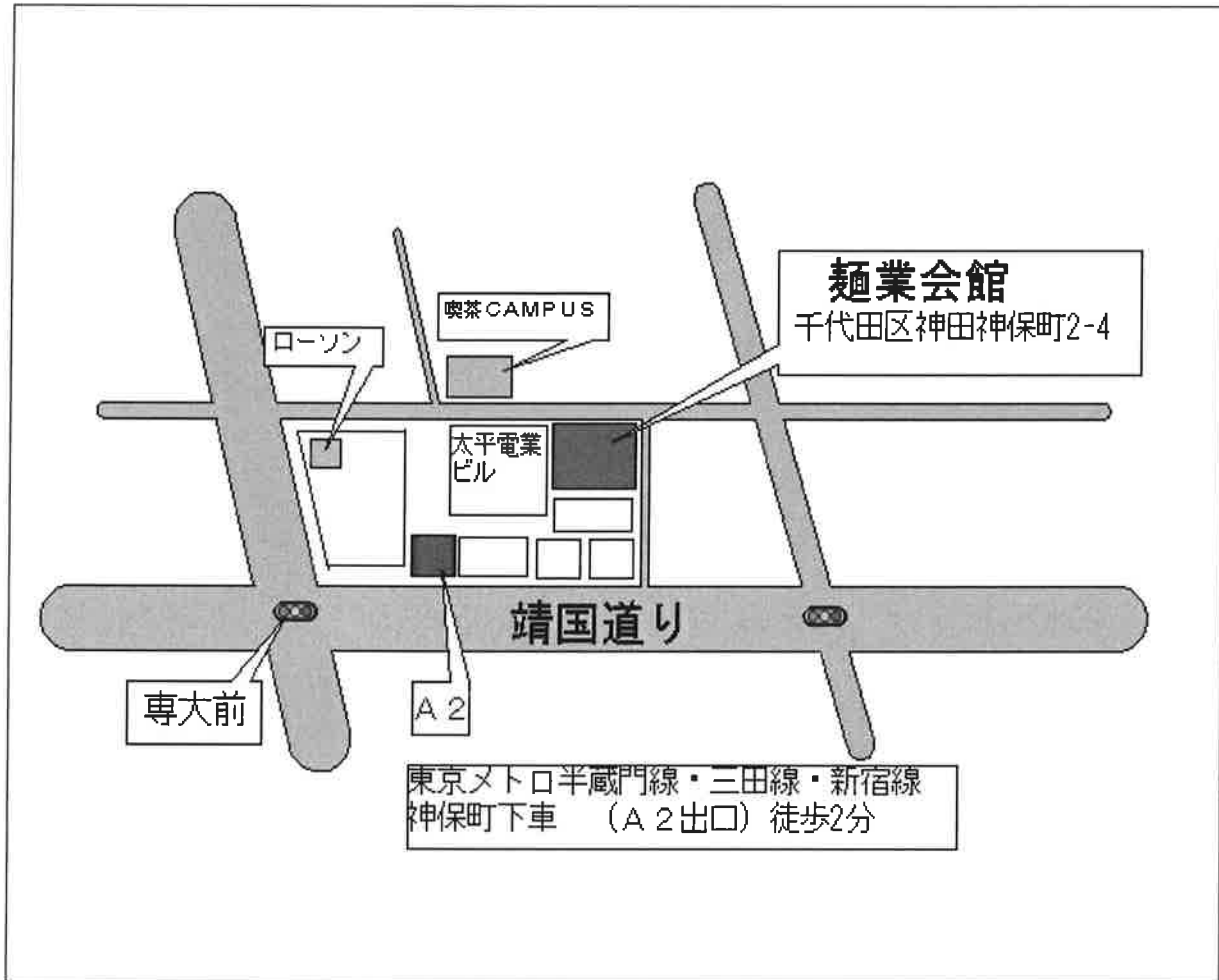 麺業会館
千代田区神田神保町2-4
喫茶CAMPUS
ローソン
太平電業
ビル
靖国道り
専大前
A2
東京メトロ半蔵門線・三田線・新宿線
神保町下車　（A2出口）徒歩2分